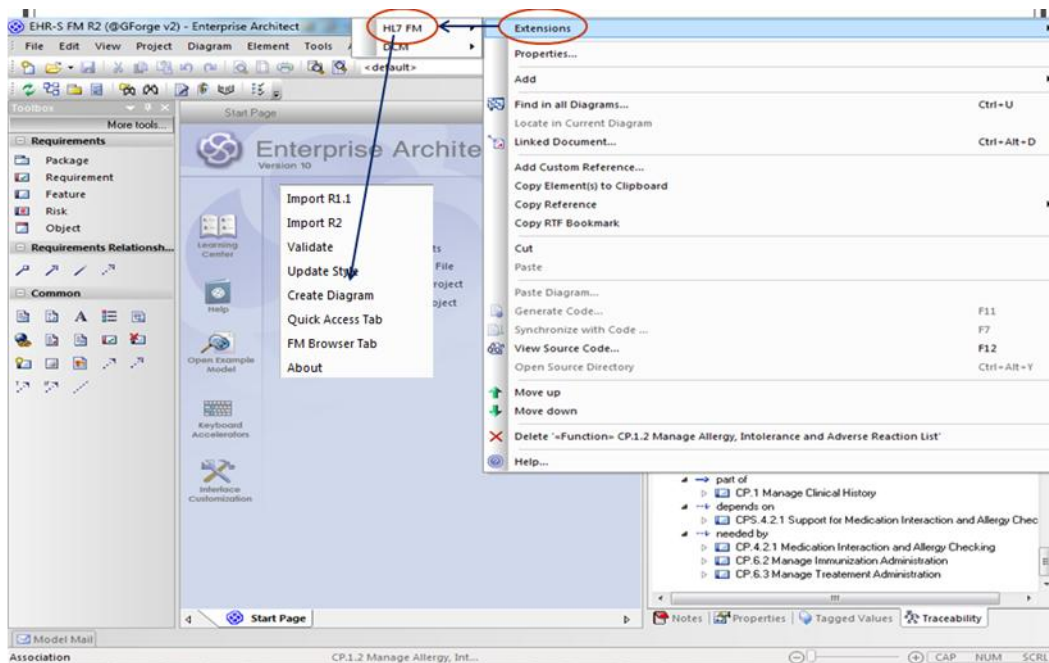 EHR-S FM R2 (@GForge v2) - Enterprise Architect
File Edit View Project Diagram Element Tools
<default>
HL7 FM
DCM
Toolbox
More tools...
Requirements
Package
Requirement
Feature
Risk
Object
Requirements Relationsh...
Common
Start Page
Enterprise Archite
Version 10
Learning Center
Help
Open Example Model
Keyboard Accelerators
Interface Customization
ts
File
roject
oject
Import R1.1
Import R2
Validate
Update Style
Create Diagram
Quick Access Tab
FM Browser Tab
About
Extensions
Properties...
Add
Find in all Diagrams... Ctrl+U
Locate in Current Diagram
Linked Document... Ctrl+Alt+D
Add Custom Reference...
Copy Element(s) to Clipboard
Copy Reference
Copy RTF Bookmark
Cut
Paste
Paste Diagram...
Generate Code... F11
Synchronize with Code ... F7
View Source Code... F12
Open Source Directory Ctrl+Alt+Y
Move up
Move down
Delete '«Function» CP.1.2 Manage Allergy, Intolerance and Adverse Reaction List'
Help...
part of
CP.1 Manage Clinical History
depends on
CPS.4.2.1 Support for Medication Interaction and Allergy Chec
needed by
CP.4.2.1 Medication Interaction and Allergy Checking
CP.6.2 Manage Immunization Administration
CP.6.3 Manage Treatement Administration
Start Page
Notes Properties Tagged Values Traceability
Model Mail
Association CP.1.2 Manage Allergy, Int... CAP NUM SCRL